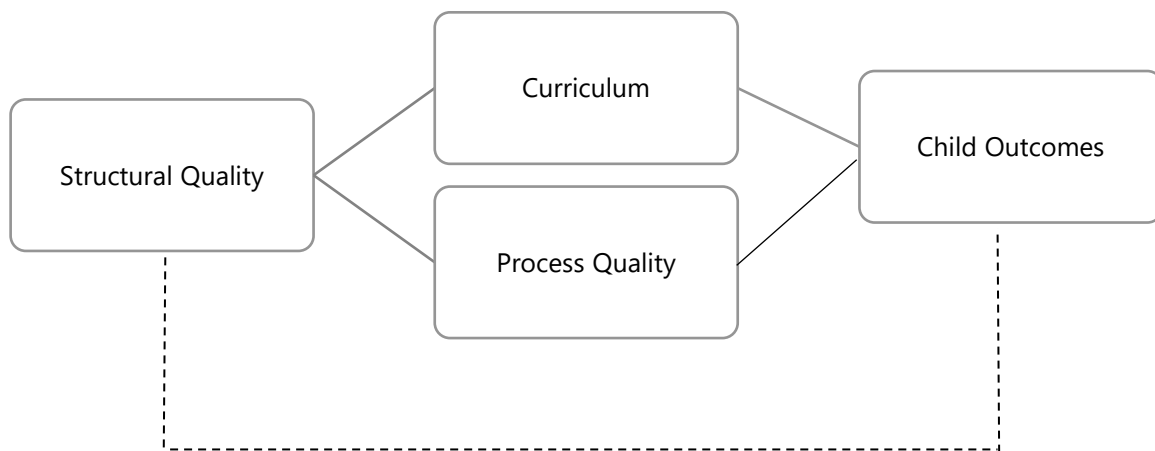 Curriculum
Structural Quality
Child Outcomes
Process Quality